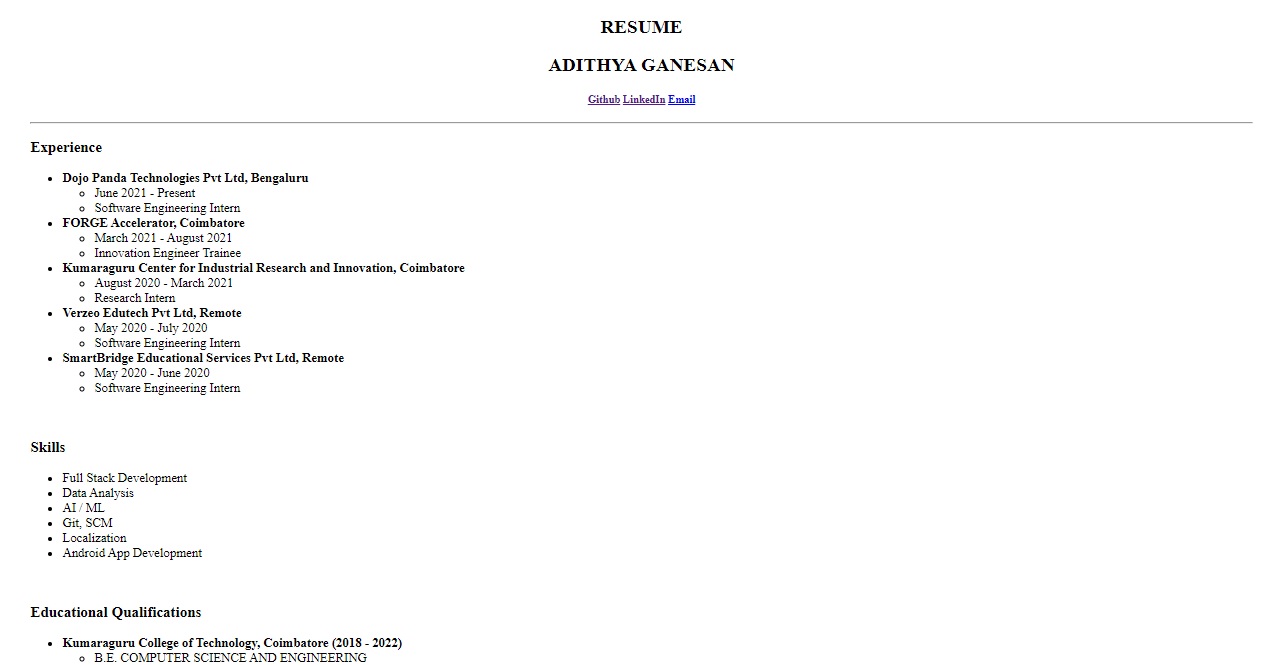 RESUME
ADITHYA GANESAN
Github LinkedIn Email
Experience
Dojo Panda Technologies Pvt Ltd, Bengaluru
June 2021 - Present
Software Engineering Intern
FORGE Accelerator, Coimbatore
March 2021 - August 2021
Innovation Engineer Trainee
Kumaraguru Center for Industrial Research and Innovation, Coimbatore
August 2020 - March 2021
Research Intern
Verzeo Edutech Pvt Ltd, Remote
May 2020 - July 2020
Software Engineering Intern
SmartBridge Educational Services Pvt Ltd, Remote
May 2020 - June 2020
Software Engineering Intern
Skills
Full Stack Development
Data Analysis
AI / ML
Git, SCM
Localization
Android App Development
Educational Qualifications
Kumaraguru College of Technology, Coimbatore (2018 - 2022)
B.E. COMPUTER SCIENCE AND ENGINEERING